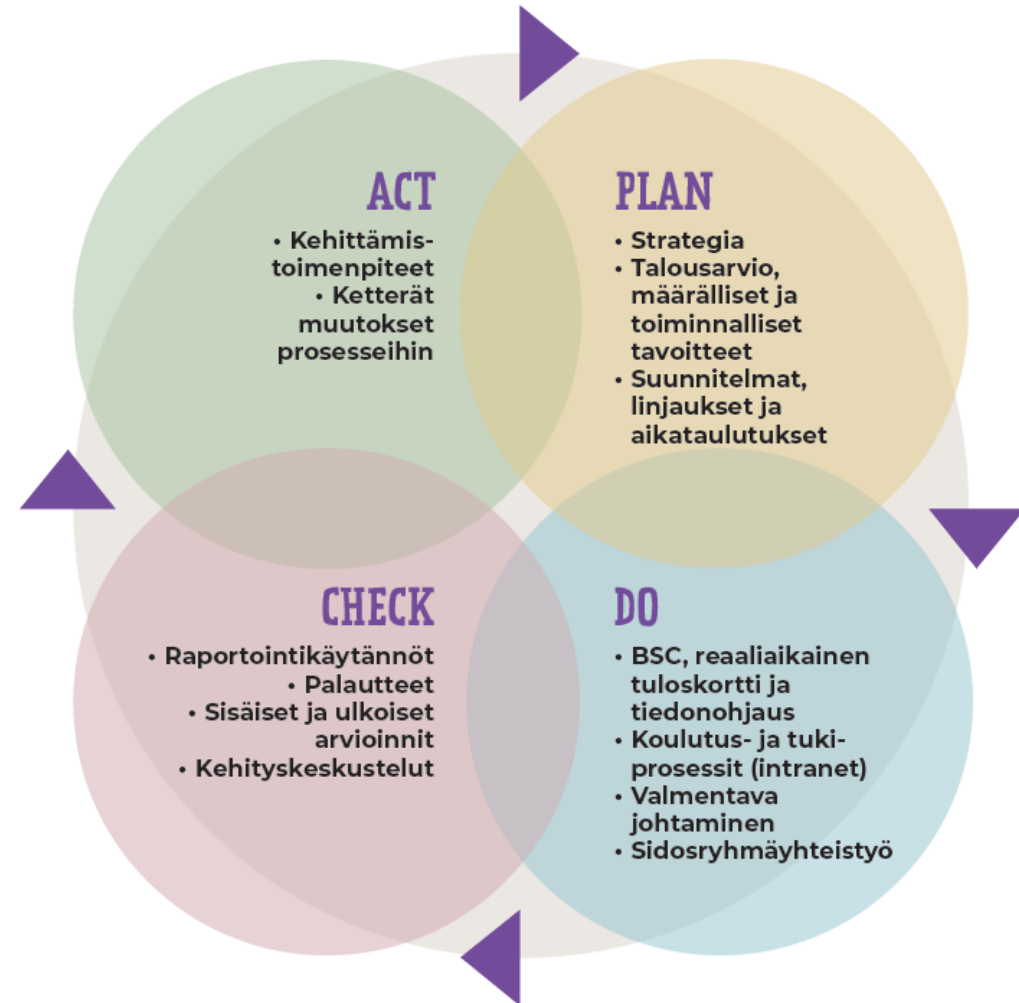 ACT
• Kehittämis-
toimenpiteet
• Ketterät
muutokset
prosesseihin
PLAN
• Strategia
• Talousarvio,
määrälliset ja
toiminnalliset
tavoitteet
• Suunnitelmat,
linjaukset ja
aikataulutukset
CHECK
• Raportointikäytännöt
• Palautteet
• Sisäiset ja ulkoiset
arvioinnit
• Kehityskeskustelut
DO
• BSC, reaaliaikainen
tuloskortti ja
tiedonohjaus
• Koulutus- ja tuki-
prosessit (intranet)
• Valmentava
johtaminen
• Sidosryhmäyhteistyö